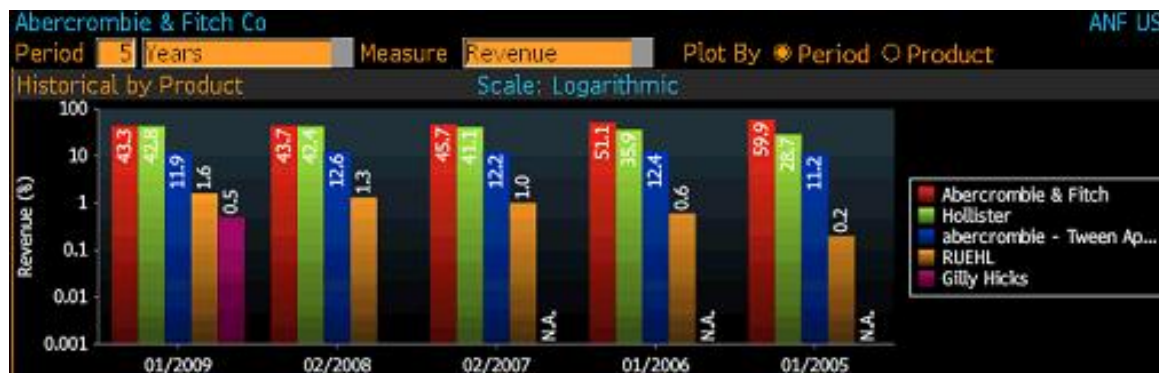 Abercrombie & Fitch Co ANF US
Period 5 Years Measure Revenue Plot By Period Product
Historical by Product Scale: Logarithmic
Revenue (%)
100
10
1
0.1
0.01
0.001
43.3 42.8 11.9 1.6 0.5
43.7 42.4 12.6 1.3
45.7 41.1 12.2 1.0 N.A.
51.1 35.9 12.4 0.6 N.A.
59.9 28.7 11.2 0.2 N.A.
01/2009 02/2008 02/2007 01/2006 01/2005
Abercrombie & Fitch
Hollister
abercrombie - Tween Ap...
RUEHL
Gilly Hicks